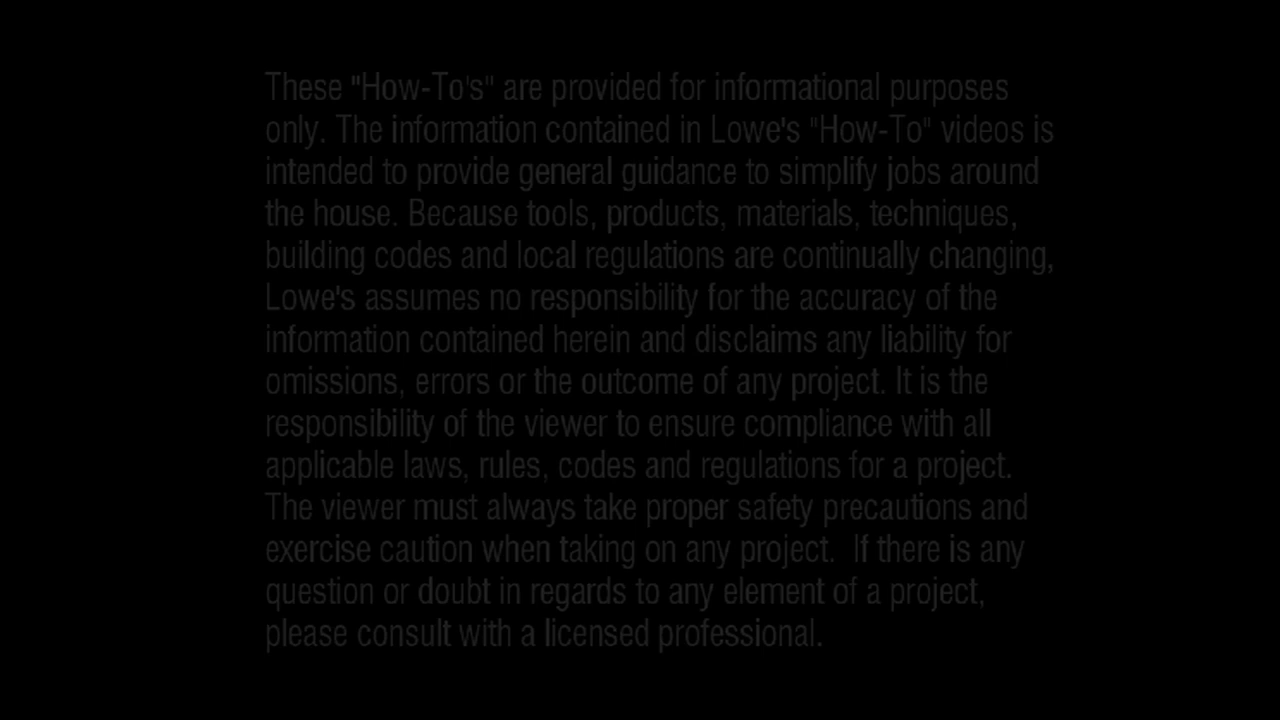 These "How-To's" are provided for informational purposes
only. The information contained in Lowe's "How-To" videos is
intended to provide general guidance to simplify jobs around
the house. Because tools, products, materials, techniques,
building codes and local regulations are continually changing,
Lowe's assumes no responsibility for the accuracy of the
information contained herein and disclaims any liability for
omissions, errors or the outcome of any project. It is the
responsibility of the viewer to ensure compliance with all
applicable laws, rules, codes and regulations for a project.
The viewer must always take proper safety precautions and
exercise caution when taking on any project.  If there is any
question or doubt in regards to any element of a project,
please consult with a licensed professional.